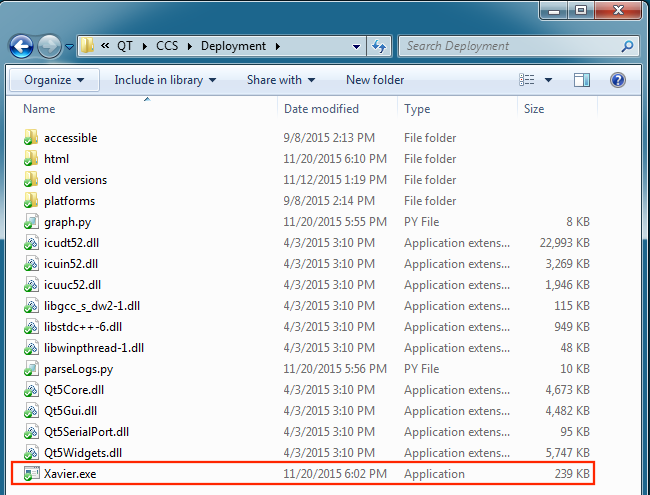 « QT CCS Deployment Search Deployment
Organize Include in library Share with New folder
Name Date modified Type Size
accessible 9/8/2015 2:13 PM File folder
html 11/20/2015 6:10 PM File folder
old versions 11/12/2015 1:19 PM File folder
platforms 9/8/2015 2:14 PM File folder
graph.py 11/20/2015 5:55 PM PY File 8 KB
icudt52.dll 4/3/2015 3:10 PM Application extens... 22,993 KB
icuin52.dll 4/3/2015 3:10 PM Application extens... 3,269 KB
icuuc52.dll 4/3/2015 3:10 PM Application extens... 1,946 KB
libgcc_s_dw2-1.dll 4/3/2015 3:10 PM Application extens... 115 KB
libstdc++-6.dll 4/3/2015 3:10 PM Application extens... 949 KB
libwinpthread-1.dll 4/3/2015 3:10 PM Application extens... 48 KB
parseLogs.py 11/20/2015 5:56 PM PY File 10 KB
Qt5Core.dll 4/3/2015 3:10 PM Application extens... 4,673 KB
Qt5Gui.dll 4/3/2015 3:10 PM Application extens... 4,482 KB
Qt5SerialPort.dll 4/3/2015 3:10 PM Application extens... 95 KB
Qt5Widgets.dll 4/3/2015 3:10 PM Application extens... 5,747 KB
Xavier.exe 11/20/2015 6:02 PM Application 239 KB